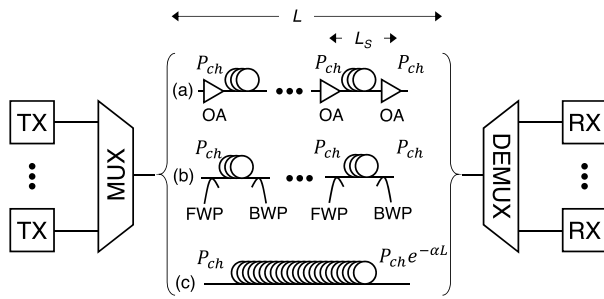 L
L_S
P_ch P_ch P_ch
(a)
OA OA OA
TX MUX DEMUX RX
P_ch P_ch P_ch
(b)
FWP BWP FWP BWP
TX RX
P_ch P_ch e^{-αL}
(c)